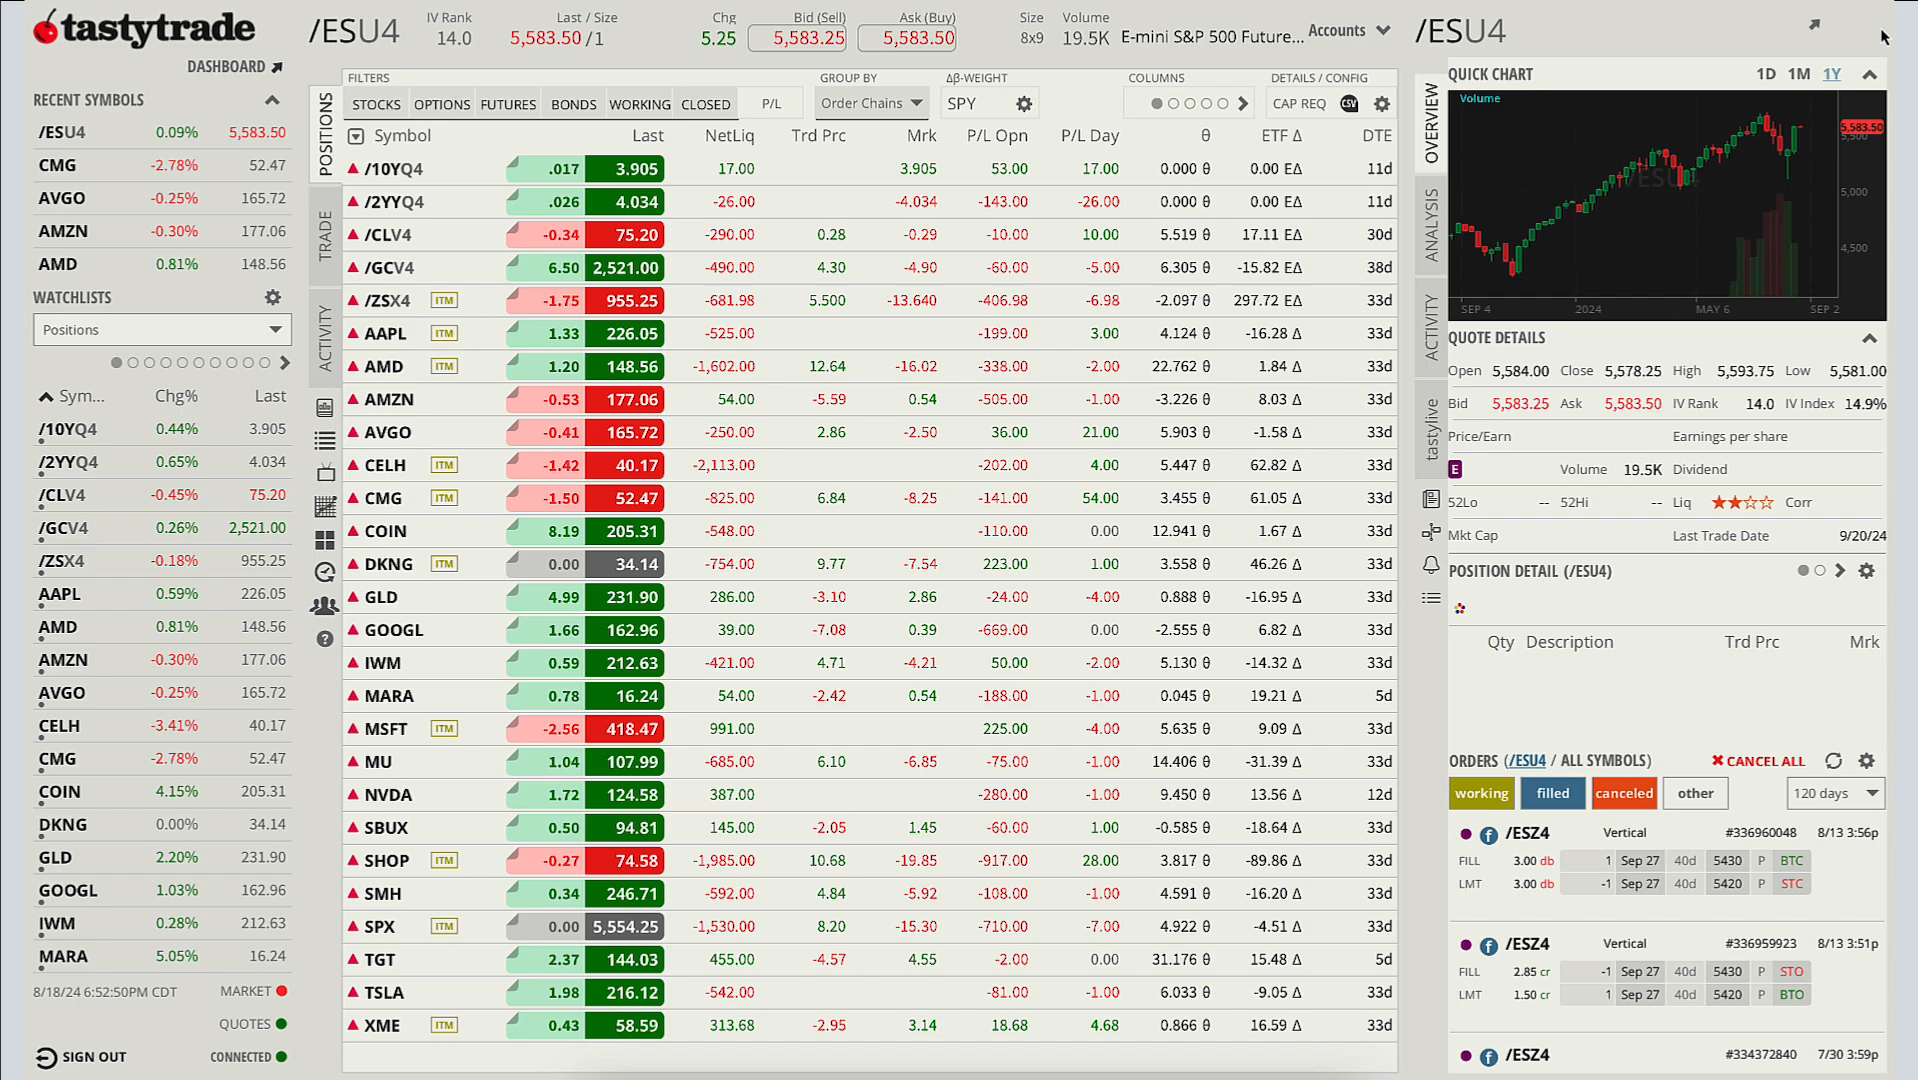 tastytrade
DASHBOARD
RECENT SYMBOLS
/ESU4 0.09% 5,583.50
CMG -2.78% 52.47
AVGO -0.25% 165.72
AMZN -0.30% 177.06
AMD 0.81% 148.56
WATCHLISTS
Positions
Sym... Chg% Last
/10YQ4 0.44% 3.905
/2YYQ4 0.65% 4.034
/CLV4 -0.45% 75.20
/GCV4 0.26% 2,521.00
/ZSX4 -0.18% 955.25
AAPL 0.59% 226.05
AMD 0.81% 148.56
AMZN -0.30% 177.06
AVGO -0.25% 165.72
CELH -3.41% 40.17
CMG -2.78% 52.47
COIN 4.15% 205.31
DKNG 0.00% 34.14
GLD 2.20% 231.90
GOOGL 1.03% 162.96
IWM 0.28% 212.63
MARA 5.05% 16.24
8/18/24 6:52:50PM CDT MARKET
QUOTES
SIGN OUT CONNECTED
POSITIONS
TRADE
ACTIVITY
/ESU4
IV Rank Last / Size Chg Bid (Sell) Ask (Buy) Size Volume
14.0 5,583.50 /1 5.25 5,583.25 5,583.50 8x9 19.5K E-mini S&P 500 Future... Accounts
FILTERS GROUP BY Δβ-WEIGHT COLUMNS DETAILS / CONFIG
STOCKS OPTIONS FUTURES BONDS WORKING CLOSED P/L Order Chains SPY CAP REQ CSV
Symbol Last NetLiq Trd Prc Mrk P/L Opn P/L Day θ ETF Δ DTE
/10YQ4 .017 3.905 17.00 3.905 53.00 17.00 0.000 θ 0.00 EΔ 11d
/2YYQ4 .026 4.034 -26.00 -4.034 -143.00 -26.00 0.000 θ 0.00 EΔ 11d
/CLV4 -0.34 75.20 -290.00 0.28 -0.29 -10.00 10.00 5.519 θ 17.11 EΔ 30d
/GCV4 6.50 2,521.00 -490.00 4.30 -4.90 -60.00 -5.00 6.305 θ -15.82 EΔ 38d
/ZSX4 ITM -1.75 955.25 -681.98 5.500 -13.640 -406.98 -6.98 -2.097 θ 297.72 EΔ 33d
AAPL ITM 1.33 226.05 -525.00 -199.00 3.00 4.124 θ -16.28 Δ 33d
AMD ITM 1.20 148.56 -1,602.00 12.64 -16.02 -338.00 -2.00 22.762 θ 1.84 Δ 33d
AMZN -0.53 177.06 54.00 -5.59 0.54 -505.00 -1.00 -3.226 θ 8.03 Δ 33d
AVGO -0.41 165.72 -250.00 2.86 -2.50 36.00 21.00 5.903 θ -1.58 Δ 33d
CELH ITM -1.42 40.17 -2,113.00 -202.00 4.00 5.447 θ 62.82 Δ 33d
CMG ITM -1.50 52.47 -825.00 6.84 -8.25 -141.00 54.00 3.455 θ 61.05 Δ 33d
COIN 8.19 205.31 -548.00 -110.00 0.00 12.941 θ 1.67 Δ 33d
DKNG ITM 0.00 34.14 -754.00 9.77 -7.54 223.00 1.00 3.558 θ 46.26 Δ 33d
GLD 4.99 231.90 286.00 -3.10 2.86 -24.00 -4.00 0.888 θ -16.95 Δ 33d
GOOGL 1.66 162.96 39.00 -7.08 0.39 -669.00 0.00 -2.555 θ 6.82 Δ 33d
IWM 0.59 212.63 -421.00 4.71 -4.21 50.00 -2.00 5.130 θ -14.32 Δ 33d
MARA 0.78 16.24 54.00 -2.42 0.54 -188.00 -1.00 0.045 θ 19.21 Δ 5d
MSFT ITM -2.56 418.47 991.00 225.00 -4.00 5.635 θ 9.09 Δ 33d
MU 1.04 107.99 -685.00 6.10 -6.85 -75.00 -1.00 14.406 θ -31.39 Δ 33d
NVDA 1.72 124.58 387.00 -280.00 -1.00 9.450 θ 13.56 Δ 12d
SBUX 0.50 94.81 145.00 -2.05 1.45 -60.00 1.00 -0.585 θ -18.64 Δ 33d
SHOP ITM -0.27 74.58 -1,985.00 10.68 -19.85 -917.00 28.00 3.817 θ -89.86 Δ 33d
SMH 0.34 246.71 -592.00 4.84 -5.92 -108.00 -1.00 4.591 θ -16.20 Δ 33d
SPX ITM 0.00 5,554.25 -1,530.00 8.20 -15.30 -710.00 -7.00 4.922 θ -4.51 Δ 33d
TGT 2.37 144.03 455.00 -4.57 4.55 -2.00 0.00 31.176 θ 15.48 Δ 5d
TSLA 1.98 216.12 -542.00 -81.00 -1.00 6.033 θ -9.05 Δ 33d
XME ITM 0.43 58.59 313.68 -2.95 3.14 18.68 4.68 0.866 θ 16.59 Δ 33d
OVERVIEW
ANALYSIS
ACTIVITY
tastylive
/ESU4
QUICK CHART 1D 1M 1Y
Volume
5,583.50
5,500
/ESU4
5,000
4,500
SEP 4 2024 MAY 6 SEP 2
QUOTE DETAILS
Open 5,584.00 Close 5,578.25 High 5,593.75 Low 5,581.00
Bid 5,583.25 Ask 5,583.50 IV Rank 14.0 IV Index 14.9%
Price/Earn Earnings per share
E Volume 19.5K Dividend
52Lo -- 52Hi -- Liq ★★☆☆ Corr
Mkt Cap Last Trade Date 9/20/24
POSITION DETAIL (/ESU4)
Qty Description Trd Prc Mrk
ORDERS (/ESU4 / ALL SYMBOLS) CANCEL ALL
working filled canceled other 120 days
f /ESZ4 Vertical #336960048 8/13 3:56p
FILL 3.00 db 1 Sep 27 40d 5430 P BTC
LMT 3.00 db -1 Sep 27 40d 5420 P STC
f /ESZ4 Vertical #336959923 8/13 3:51p
FILL 2.85 cr -1 Sep 27 40d 5430 P STO
LMT 1.50 cr 1 Sep 27 40d 5420 P BTO
f /ESZ4 #334372840 7/30 3:59p